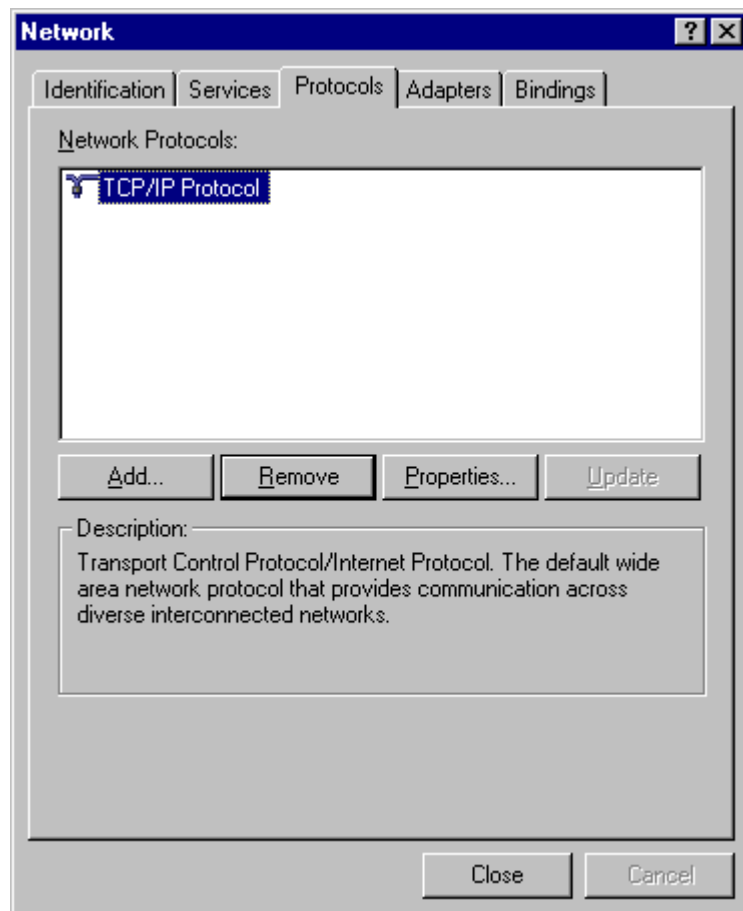 Network
Identification Services Protocols Adapters Bindings
Network Protocols:
TCP/IP Protocol
Add... Remove Properties... Update
Description:
Transport Control Protocol/Internet Protocol. The default wide
area network protocol that provides communication across
diverse interconnected networks.
Close Cancel